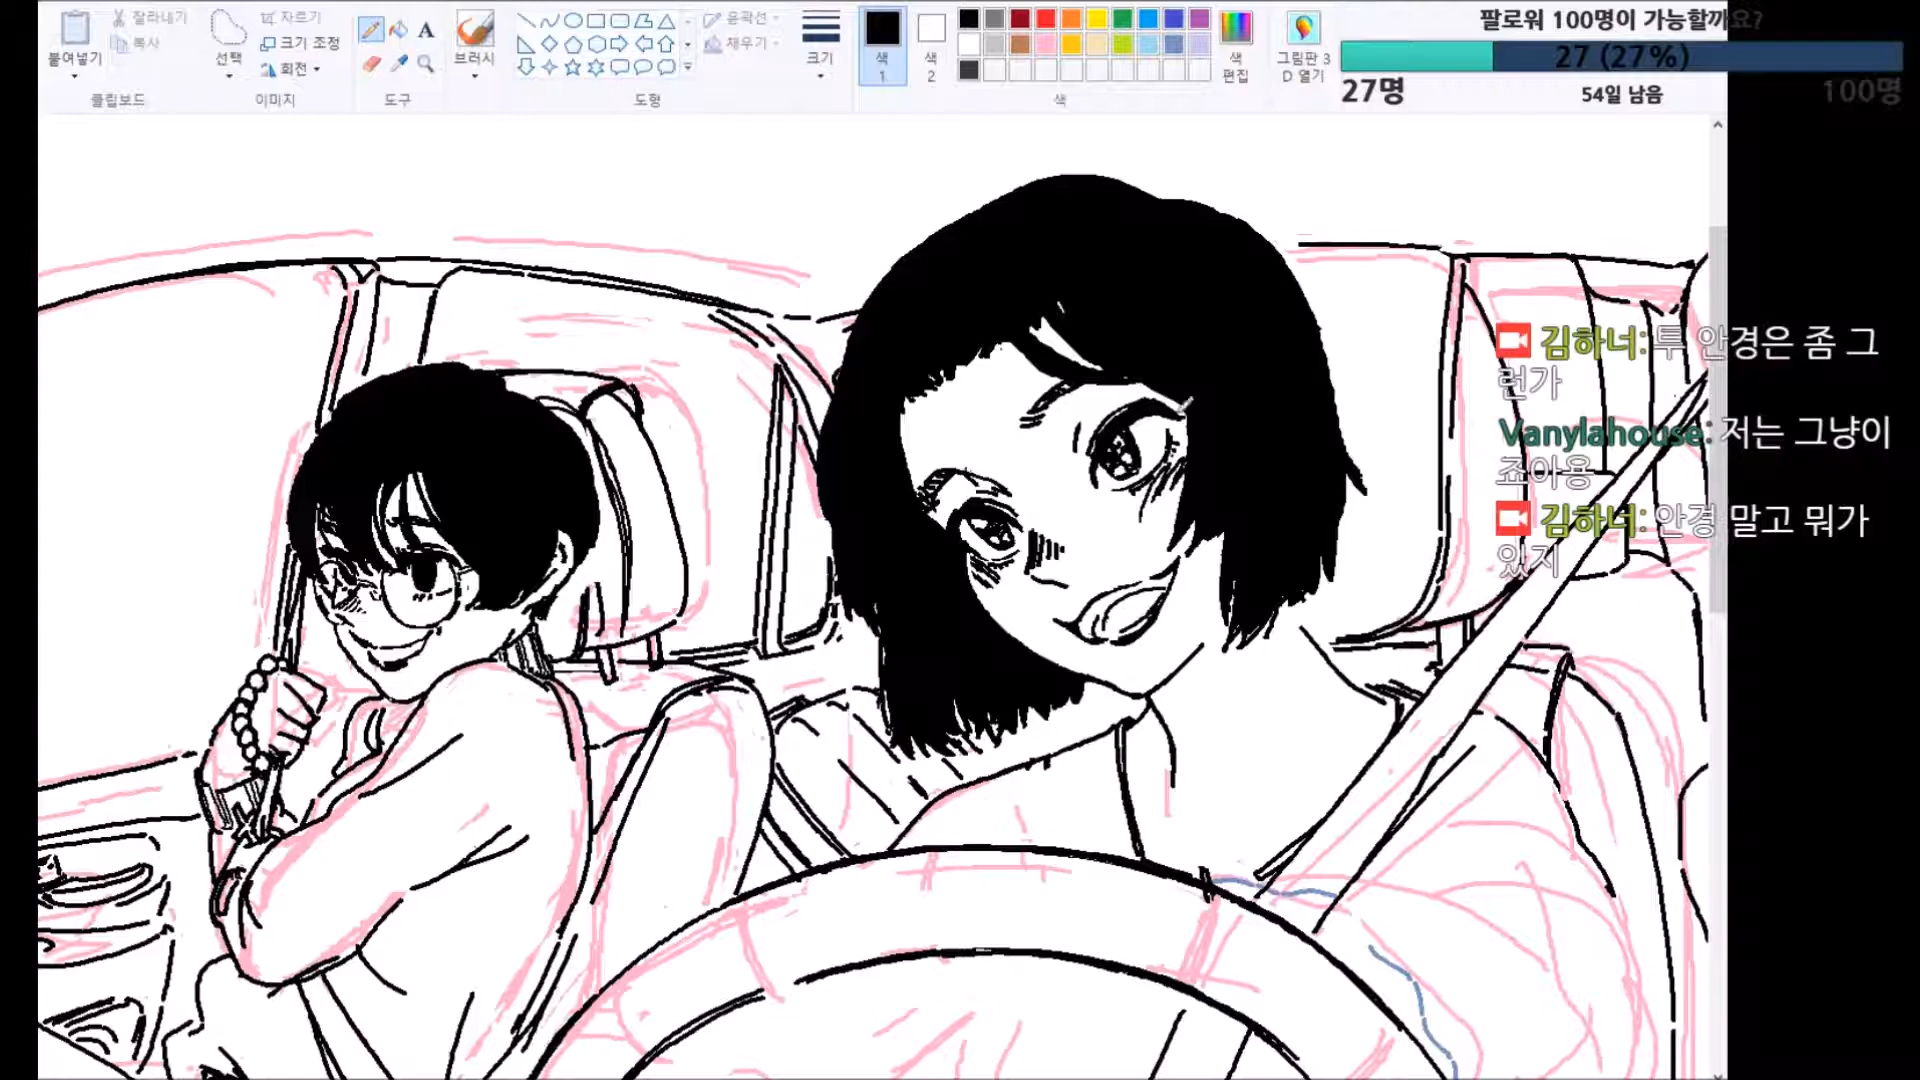 잘라내기
자르기
복사
크기 조정
회전
붙여넣기
선택
A
브러시
윤곽선
채우기
크기
색
1
색
2
색
편집
그림판 3
D 열기
클립보드
이미지
도구
도형
색
팔로워 100명이 가능할까요?
27 (27%)
27명
54일 남음
100명
김하너: 투 안경은 좀 그
런가
Vanylahouse: 저는 그냥이
죠아용
김하너: 안경 말고 뭐가
있지